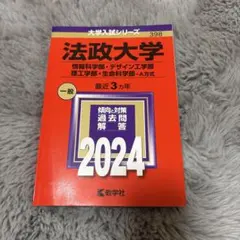 大学入試シリーズ
396
法政大学
情報科学部・デザイン工学部
理工学部・生命科学部-A方式
一般
最近3カ年
傾向と対策
過去問
解答
2024
教学社